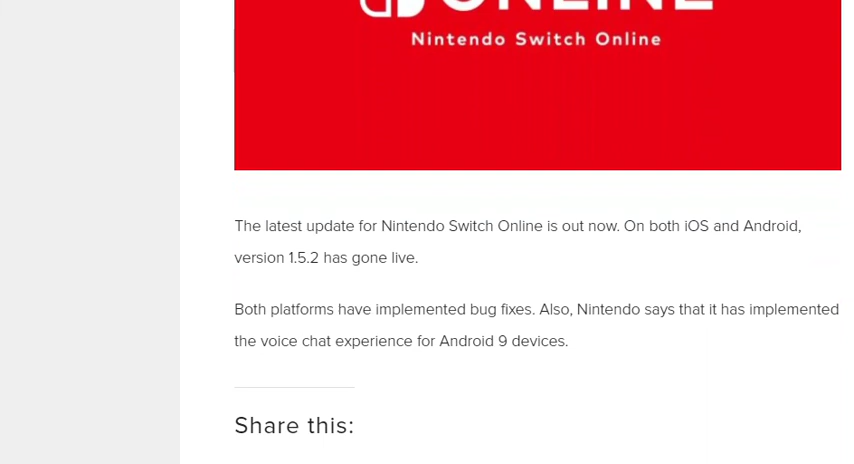 ONLINE
Nintendo Switch Online
The latest update for Nintendo Switch Online is out now. On both iOS and Android,
version 1.5.2 has gone live.
Both platforms have implemented bug fixes. Also, Nintendo says that it has implemented
the voice chat experience for Android 9 devices.
Share this: